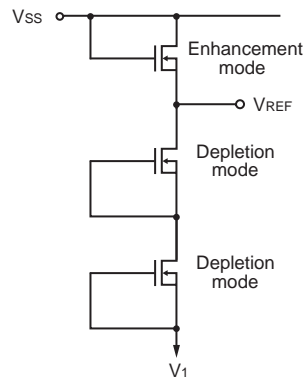 VSS
Enhancement
mode
VREF
Depletion
mode
Depletion
mode
V1